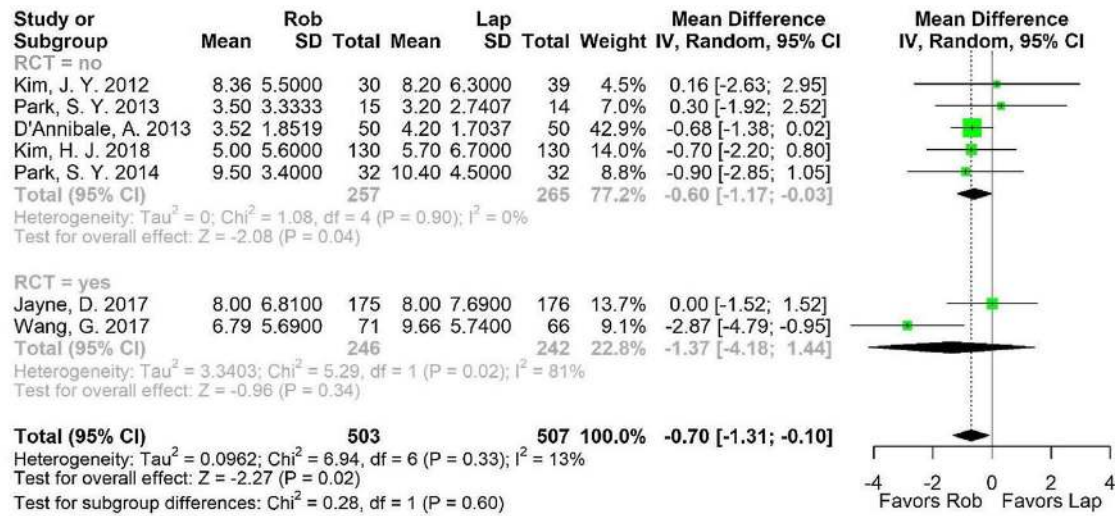 Study or Rob Lap Mean Difference Mean Difference
Subgroup Mean SD Total Mean SD Total Weight IV, Random, 95% CI IV, Random, 95% CI
RCT = no
Kim, J. Y. 2012 8.36 5.5000 30 8.20 6.3000 39 4.5% 0.16 [-2.63; 2.95]
Park, S. Y. 2013 3.50 3.3333 15 3.20 2.7407 14 7.0% 0.30 [-1.92; 2.52]
D'Annibale, A. 2013 3.52 1.8519 50 4.20 1.7037 50 42.9% -0.68 [-1.38; 0.02]
Kim, H. J. 2018 5.00 5.6000 130 5.70 6.7000 130 14.0% -0.70 [-2.20; 0.80]
Park, S. Y. 2014 9.50 3.4000 32 10.40 4.5000 32 8.8% -0.90 [-2.85; 1.05]
Total (95% CI) 257 265 77.2% -0.60 [-1.17; -0.03]
Heterogeneity: Tau² = 0; Chi² = 1.08, df = 4 (P = 0.90); I² = 0%
Test for overall effect: Z = -2.08 (P = 0.04)
RCT = yes
Jayne, D. 2017 8.00 6.8100 175 8.00 7.6900 176 13.7% 0.00 [-1.52; 1.52]
Wang, G. 2017 6.79 5.6900 71 9.66 5.7400 66 9.1% -2.87 [-4.79; -0.95]
Total (95% CI) 246 242 22.8% -1.37 [-4.18; 1.44]
Heterogeneity: Tau² = 3.3403; Chi² = 5.29, df = 1 (P = 0.02); I² = 81%
Test for overall effect: Z = -0.96 (P = 0.34)
Total (95% CI) 503 507 100.0% -0.70 [-1.31; -0.10]
Heterogeneity: Tau² = 0.0962; Chi² = 6.94, df = 6 (P = 0.33); I² = 13%
Test for overall effect: Z = -2.27 (P = 0.02)
Test for subgroup differences: Chi² = 0.28, df = 1 (P = 0.60)
-4 -2 0 2 4
Favors Rob Favors Lap